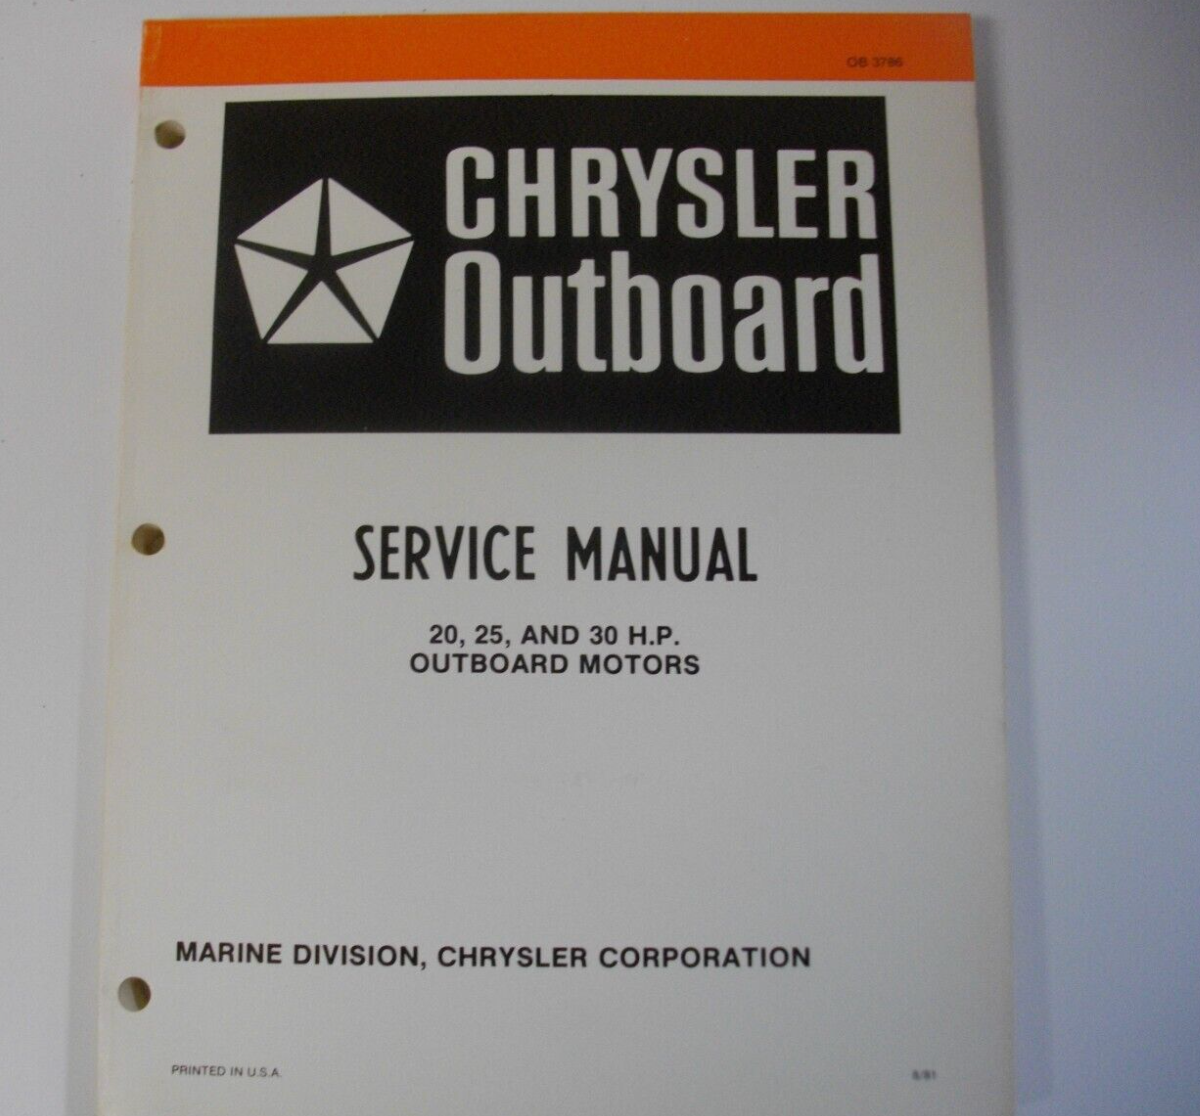 OB 3786
CHRYSLER
Outboard
SERVICE MANUAL
20, 25, AND 30 H.P.
OUTBOARD MOTORS
MARINE DIVISION, CHRYSLER CORPORATION
PRINTED IN U.S.A.